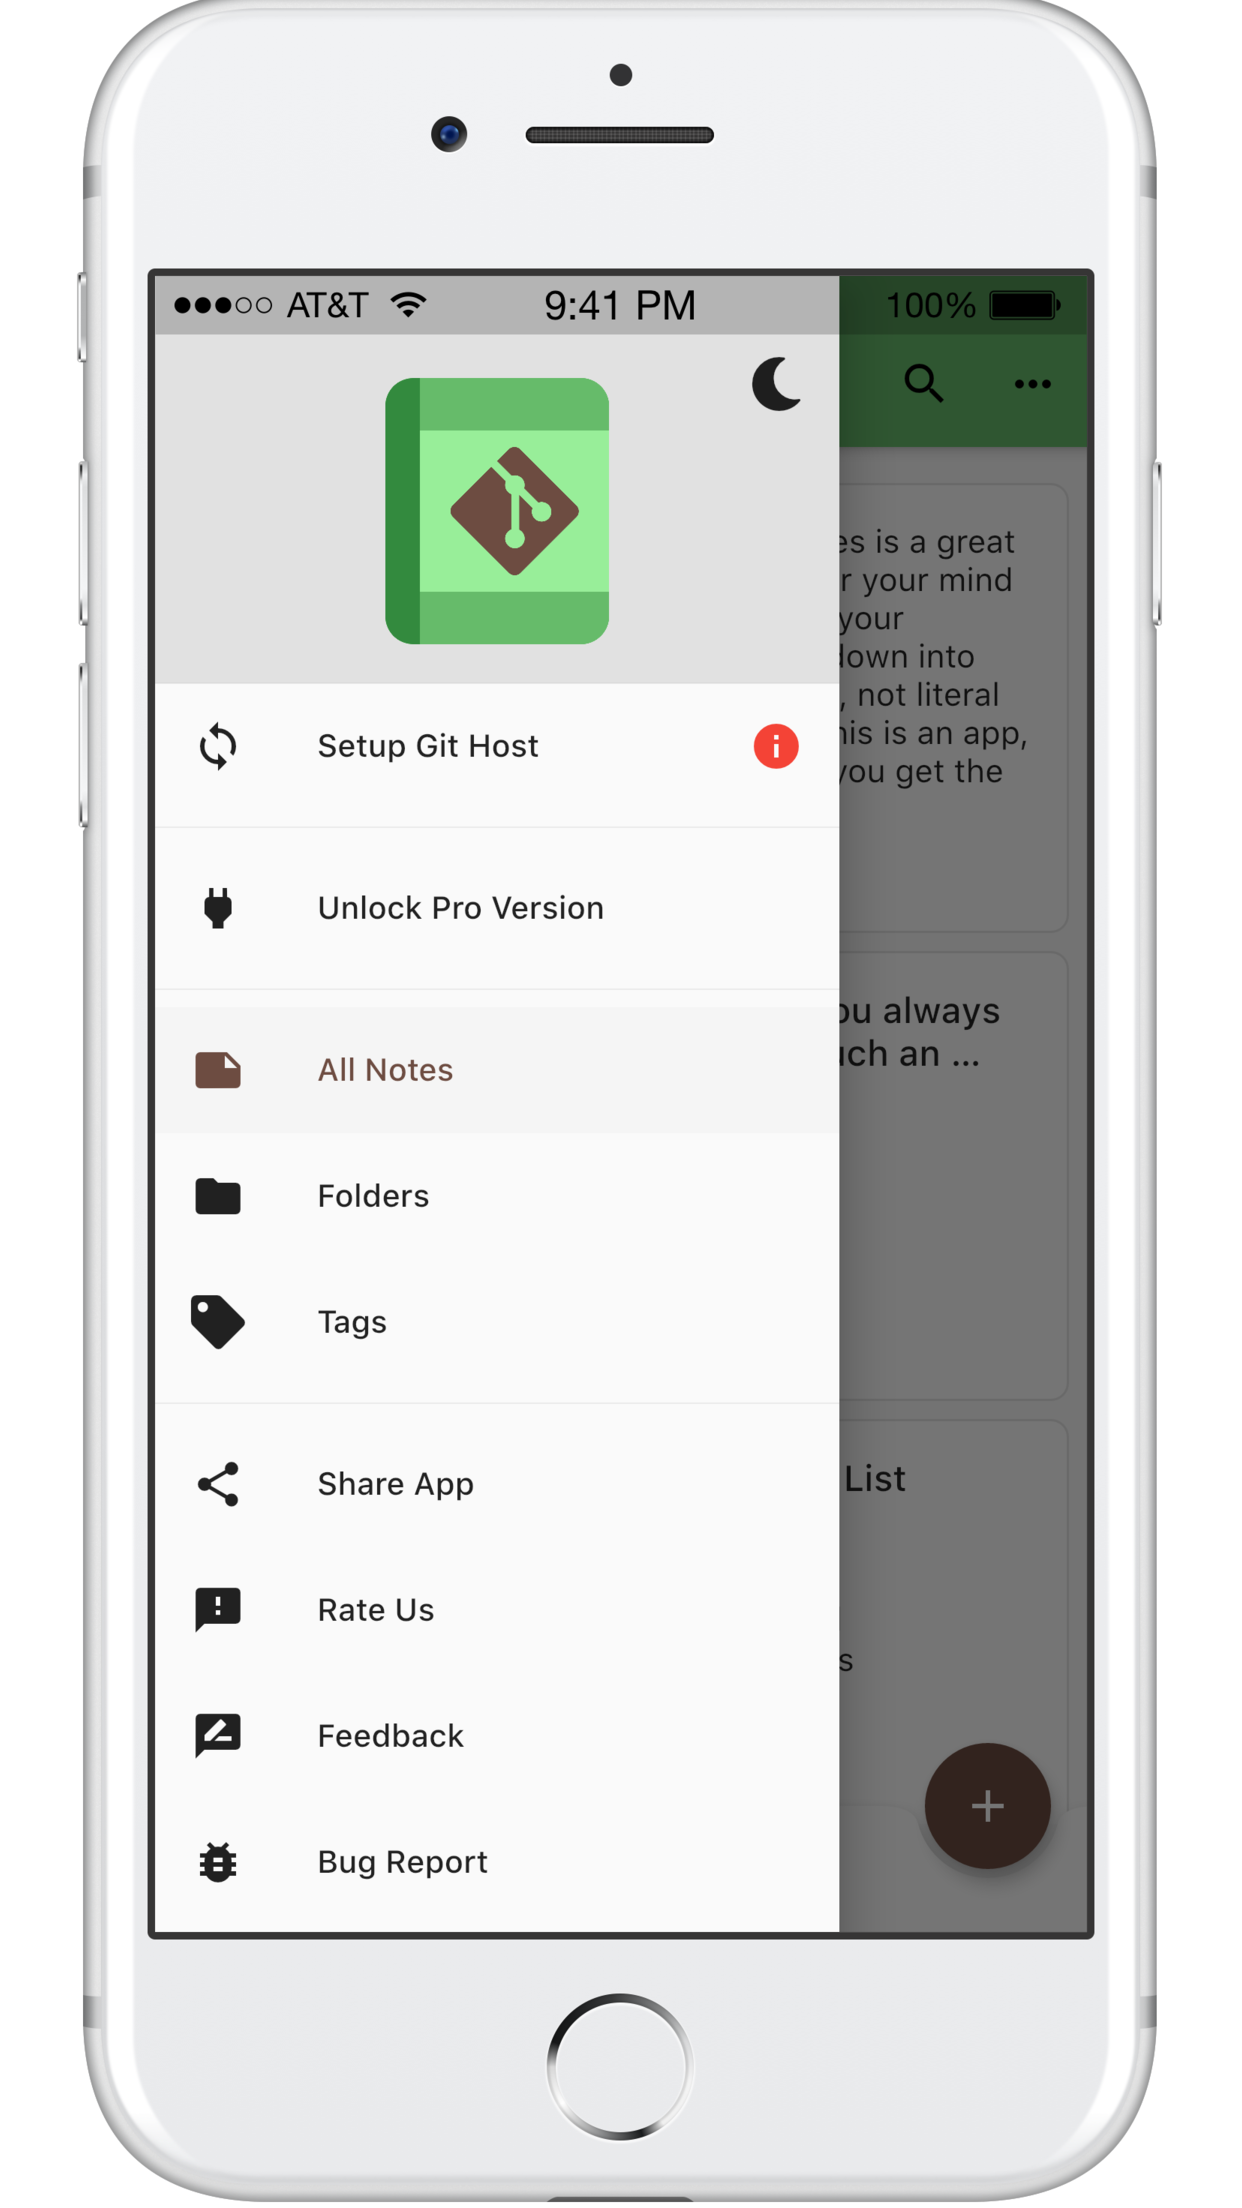 AT&T 9:41 PM 100%
es is a great
r your mind
your
down into
, not literal
his is an app,
you get the
Setup Git Host
Unlock Pro Version
ou always
uch an ...
All Notes
Folders
Tags
List
Share App
Rate Us
s
Feedback
Bug Report